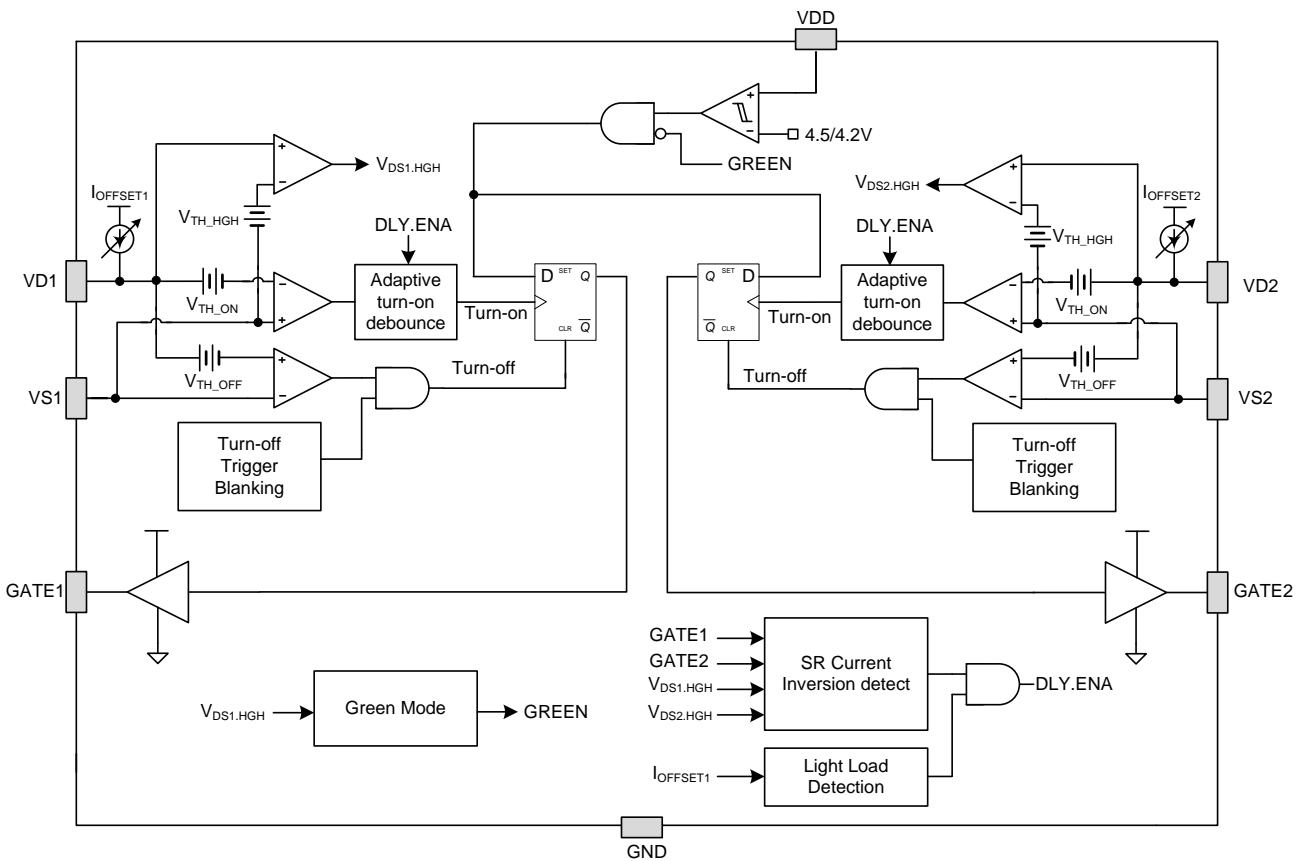 VDD
4.5/4.2V
GREEN
VDS1.HGH
VDS2.HGH
IOFFSET1
IOFFSET2
VTH_HGH
VTH_HGH
DLY.ENA
DLY.ENA
VD1
VD2
VTH_ON
VTH_ON
Adaptive
turn-on
debounce
Adaptive
turn-on
debounce
Turn-on
Turn-on
D SET Q
CLR Q
Q SET D
Q CLR
VTH_OFF
VTH_OFF
Turn-off
Turn-off
VS1
VS2
Turn-off
Trigger
Blanking
Turn-off
Trigger
Blanking
GATE1
GATE2
GATE1
GATE2
VDS1.HGH
VDS2.HGH
SR Current
Inversion detect
DLY.ENA
VDS1.HGH
Green Mode
GREEN
IOFFSET1
Light Load
Detection
GND